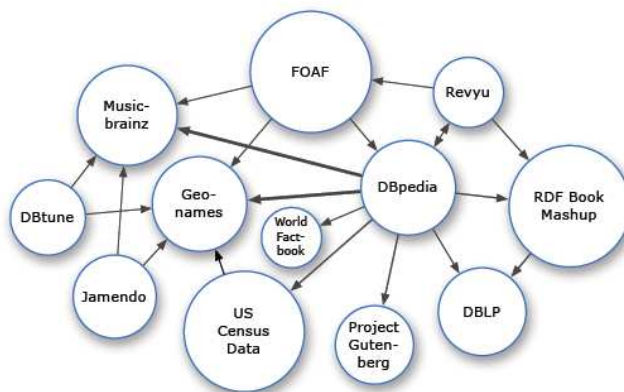 FOAF
Music-
brainz
Revyu
DBpedia
RDF Book
Mashup
Geo-
names
DBtune
World
Fact-
book
Jamendo
US
Census
Data
Project
Guten-
berg
DBLP